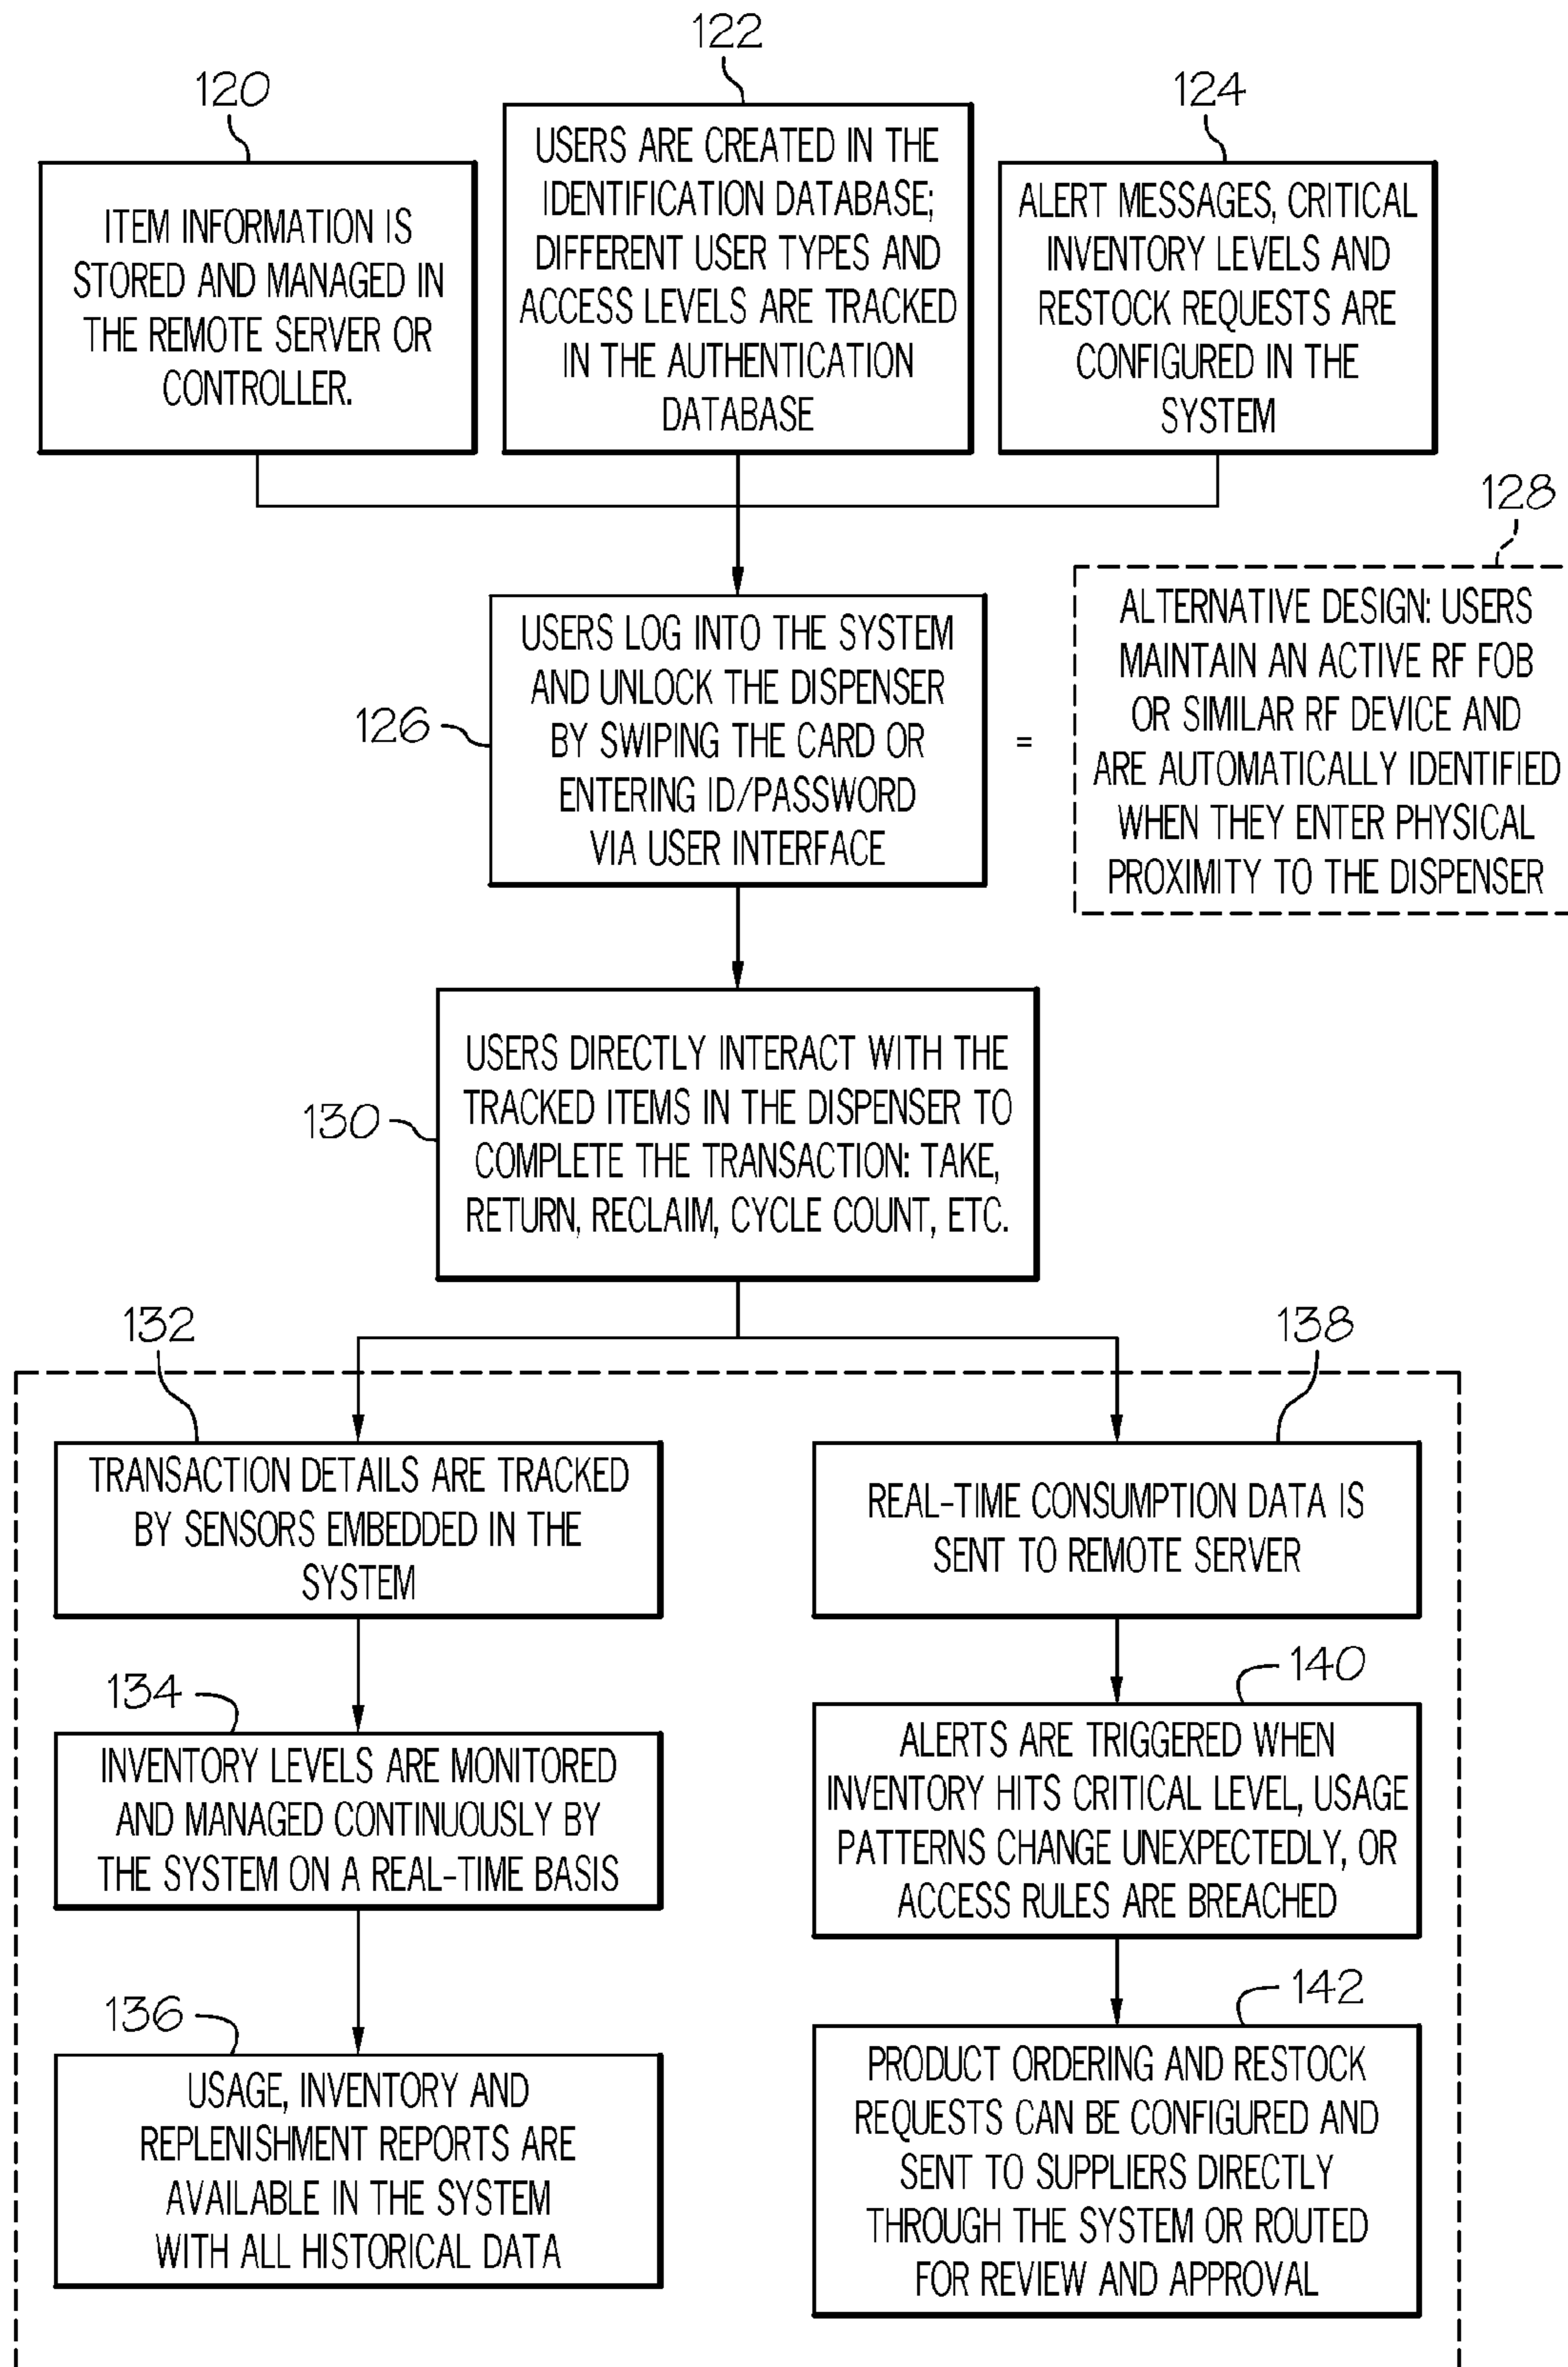 120
ITEM INFORMATION IS
STORED AND MANAGED IN
THE REMOTE SERVER OR
CONTROLLER.
122
USERS ARE CREATED IN THE
IDENTIFICATION DATABASE;
DIFFERENT USER TYPES AND
ACCESS LEVELS ARE TRACKED
IN THE AUTHENTICATION
DATABASE
124
ALERT MESSAGES, CRITICAL
INVENTORY LEVELS AND
RESTOCK REQUESTS ARE
CONFIGURED IN THE
SYSTEM
126
USERS LOG INTO THE SYSTEM
AND UNLOCK THE DISPENSER
BY SWIPING THE CARD OR
ENTERING ID/PASSWORD
VIA USER INTERFACE
=
128
ALTERNATIVE DESIGN: USERS
MAINTAIN AN ACTIVE RF FOB
OR SIMILAR RF DEVICE AND
ARE AUTOMATICALLY IDENTIFIED
WHEN THEY ENTER PHYSICAL
PROXIMITY TO THE DISPENSER
130
USERS DIRECTLY INTERACT WITH THE
TRACKED ITEMS IN THE DISPENSER TO
COMPLETE THE TRANSACTION: TAKE,
RETURN, RECLAIM, CYCLE COUNT, ETC.
132
TRANSACTION DETAILS ARE TRACKED
BY SENSORS EMBEDDED IN THE
SYSTEM
134
INVENTORY LEVELS ARE MONITORED
AND MANAGED CONTINUOUSLY BY
THE SYSTEM ON A REAL-TIME BASIS
136
USAGE, INVENTORY AND
REPLENISHMENT REPORTS ARE
AVAILABLE IN THE SYSTEM
WITH ALL HISTORICAL DATA
138
REAL-TIME CONSUMPTION DATA IS
SENT TO REMOTE SERVER
140
ALERTS ARE TRIGGERED WHEN
INVENTORY HITS CRITICAL LEVEL, USAGE
PATTERNS CHANGE UNEXPECTEDLY, OR
ACCESS RULES ARE BREACHED
142
PRODUCT ORDERING AND RESTOCK
REQUESTS CAN BE CONFIGURED AND
SENT TO SUPPLIERS DIRECTLY
THROUGH THE SYSTEM OR ROUTED
FOR REVIEW AND APPROVAL